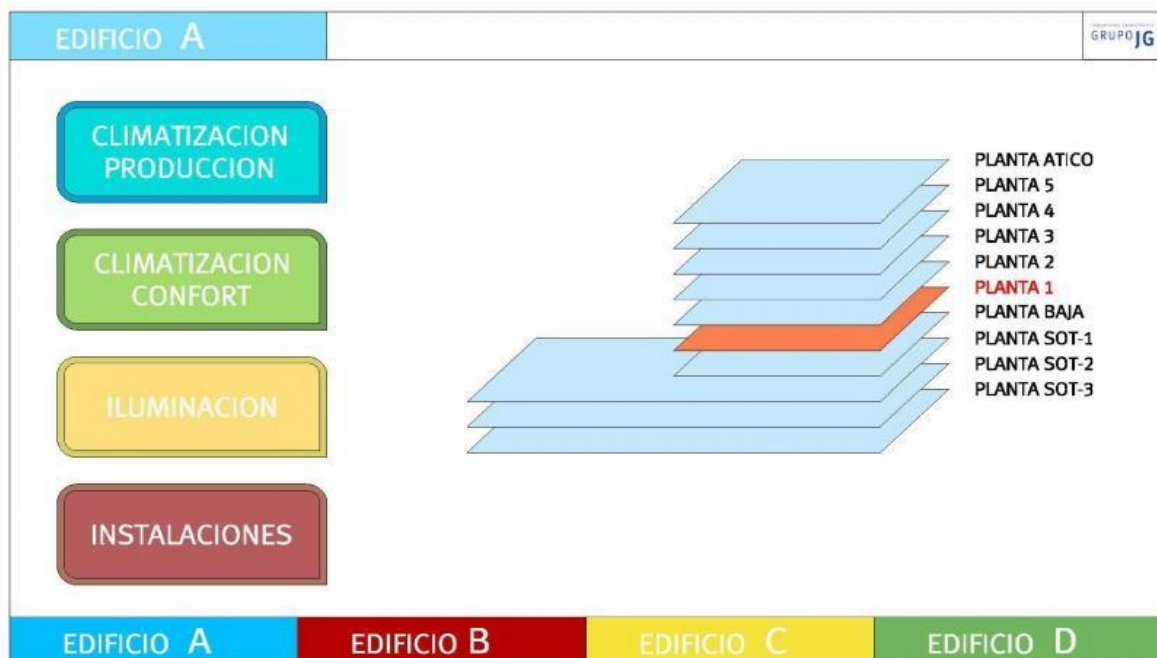 EDIFICIO A
GRUPO JG
CLIMATIZACION
PRODUCCION
CLIMATIZACION
CONFORT
ILUMINACION
INSTALACIONES
PLANTA ATICO
PLANTA 5
PLANTA 4
PLANTA 3
PLANTA 2
PLANTA 1
PLANTA BAJA
PLANTA SOT-1
PLANTA SOT-2
PLANTA SOT-3
EDIFICIO A
EDIFICIO B
EDIFICIO C
EDIFICIO D